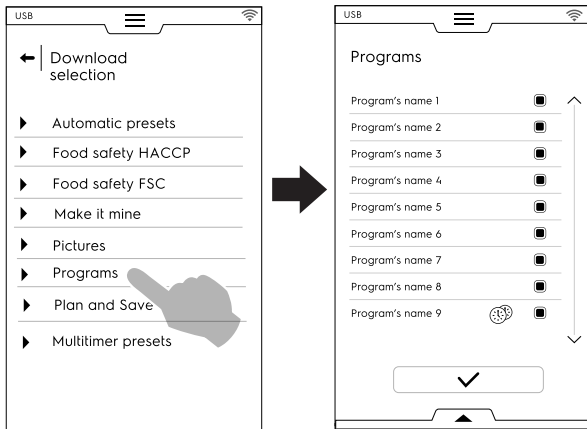 USB
Download
selection
Automatic presets
Food safety HACCP
Food safety FSC
Make it mine
Pictures
Programs
Plan and Save
Multitimer presets
USB
Programs
Program's name 1
Program's name 2
Program's name 3
Program's name 4
Program's name 5
Program's name 6
Program's name 7
Program's name 8
Program's name 9